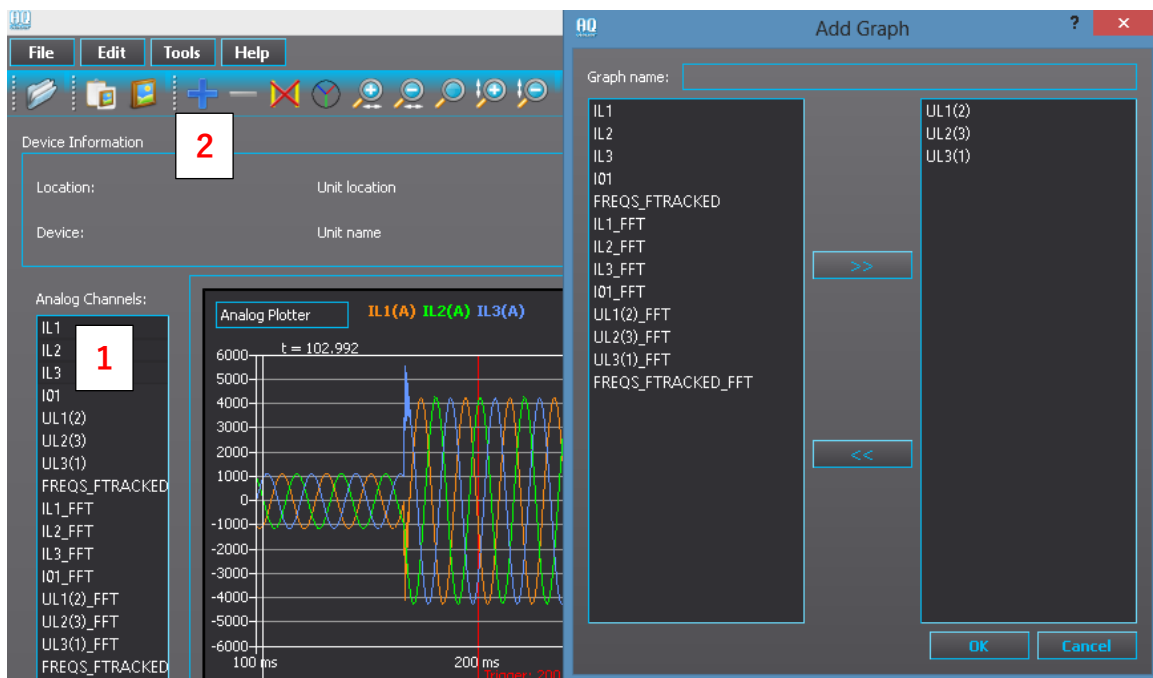 AQ
File Edit Tools Help
2
Device Information
Location: Unit location
Device: Unit name
Analog Channels:
IL1
IL2
IL3
I01
UL1(2)
UL2(3)
UL3(1)
FREQS_FTRACKED
IL1_FFT
IL2_FFT
IL3_FFT
I01_FFT
UL1(2)_FFT
UL2(3)_FFT
UL3(1)_FFT
FREQS_FTRACKED
1
Analog Plotter IL1(A) IL2(A) IL3(A)
t = 102.992
6000
5000
4000
3000
2000
1000
0
-1000
-2000
-3000
-4000
-5000
-6000
100 ms 200 ms
Trigger: 200
AQ Add Graph ? ×
Graph name:
IL1
IL2
IL3
I01
FREQS_FTRACKED
IL1_FFT
IL2_FFT
IL3_FFT
I01_FFT
UL1(2)_FFT
UL2(3)_FFT
UL3(1)_FFT
FREQS_FTRACKED_FFT
>>
<<
UL1(2)
UL2(3)
UL3(1)
OK Cancel